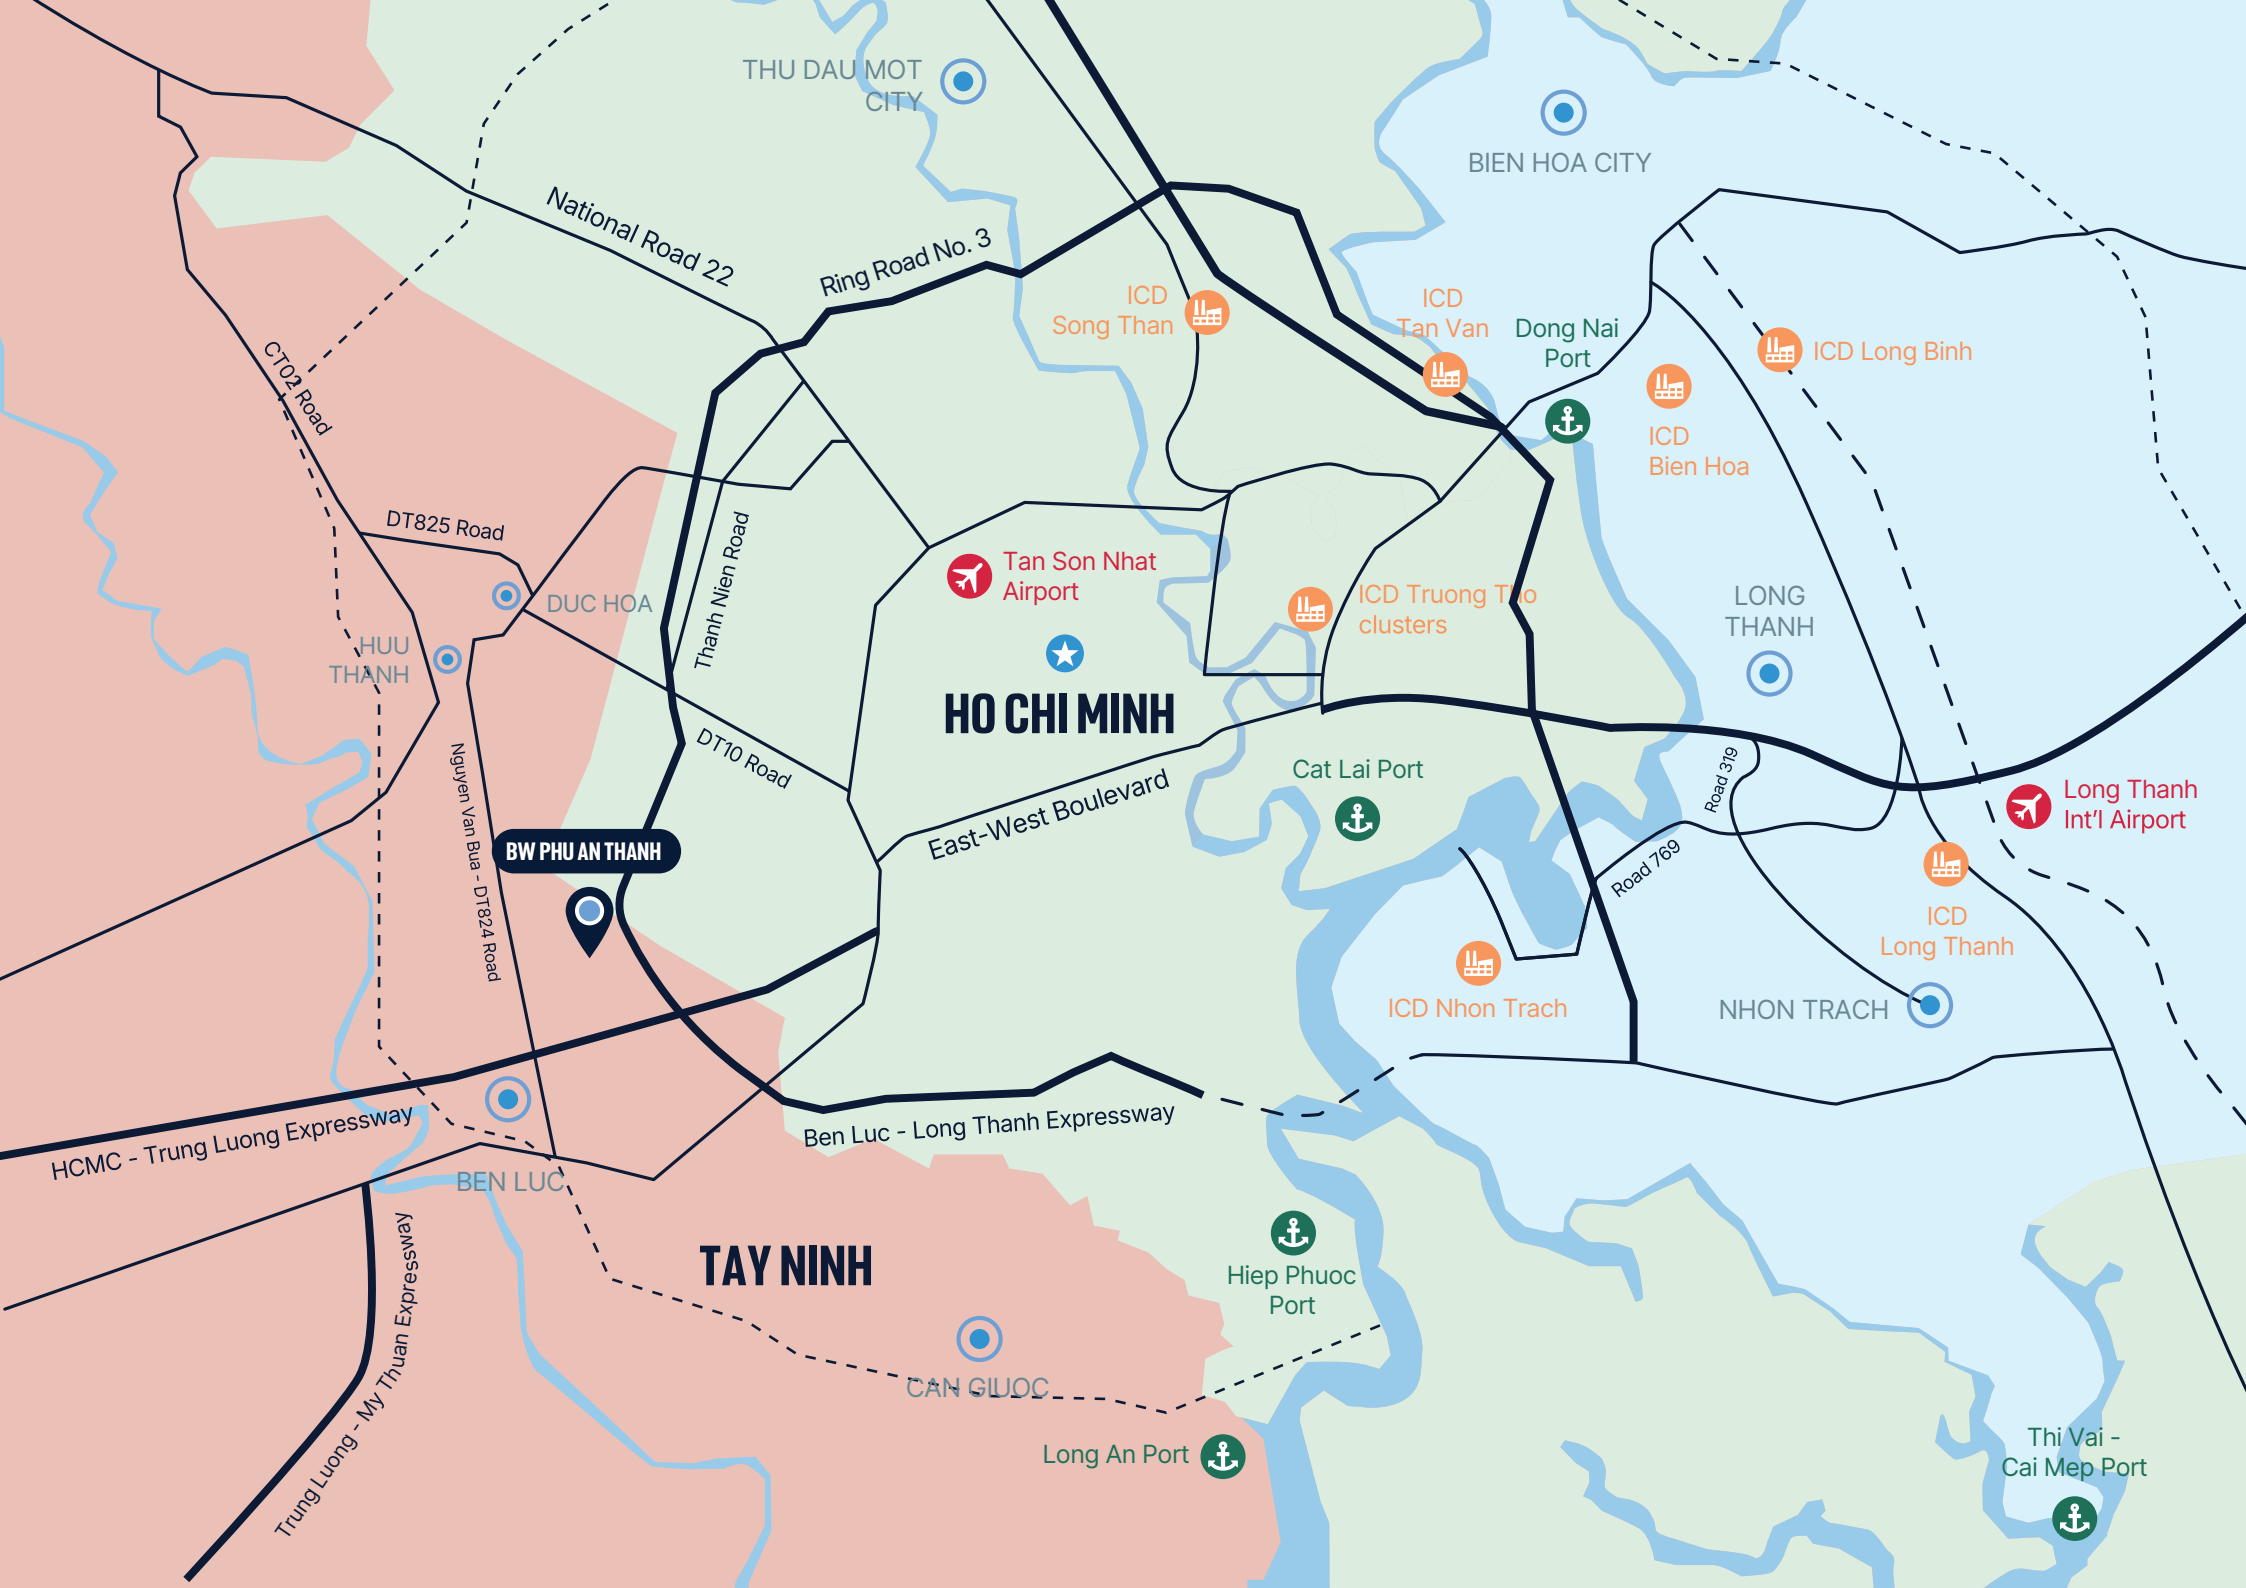 THU DAU MOT
CITY
BIEN HOA CITY
National Road 22
Ring Road No. 3
ICD
Song Than
ICD
Tan Van
Dong Nai
Port
ICD Long Binh
CT02 Road
ICD
Bien Hoa
DT825 Road
Thanh Nien Road
Tan Son Nhat
Airport
DUC HOA
ICD Truong Tho
clusters
LONG
THANH
HUU
THANH
HO CHI MINH
DT10 Road
Nguyen Van Bua - DT824 Road
Cat Lai Port
East-West Boulevard
Road 319
Long Thanh
Int'l Airport
BW PHU AN THANH
Road 769
ICD
Long Thanh
ICD Nhon Trach
NHON TRACH
HCMC - Trung Luong Expressway
Ben Luc - Long Thanh Expressway
BEN LUC
Trung Luong - My Thuan Expressway
TAY NINH
Hiep Phuoc
Port
CAN GIUOC
Long An Port
Thi Vai -
Cai Mep Port